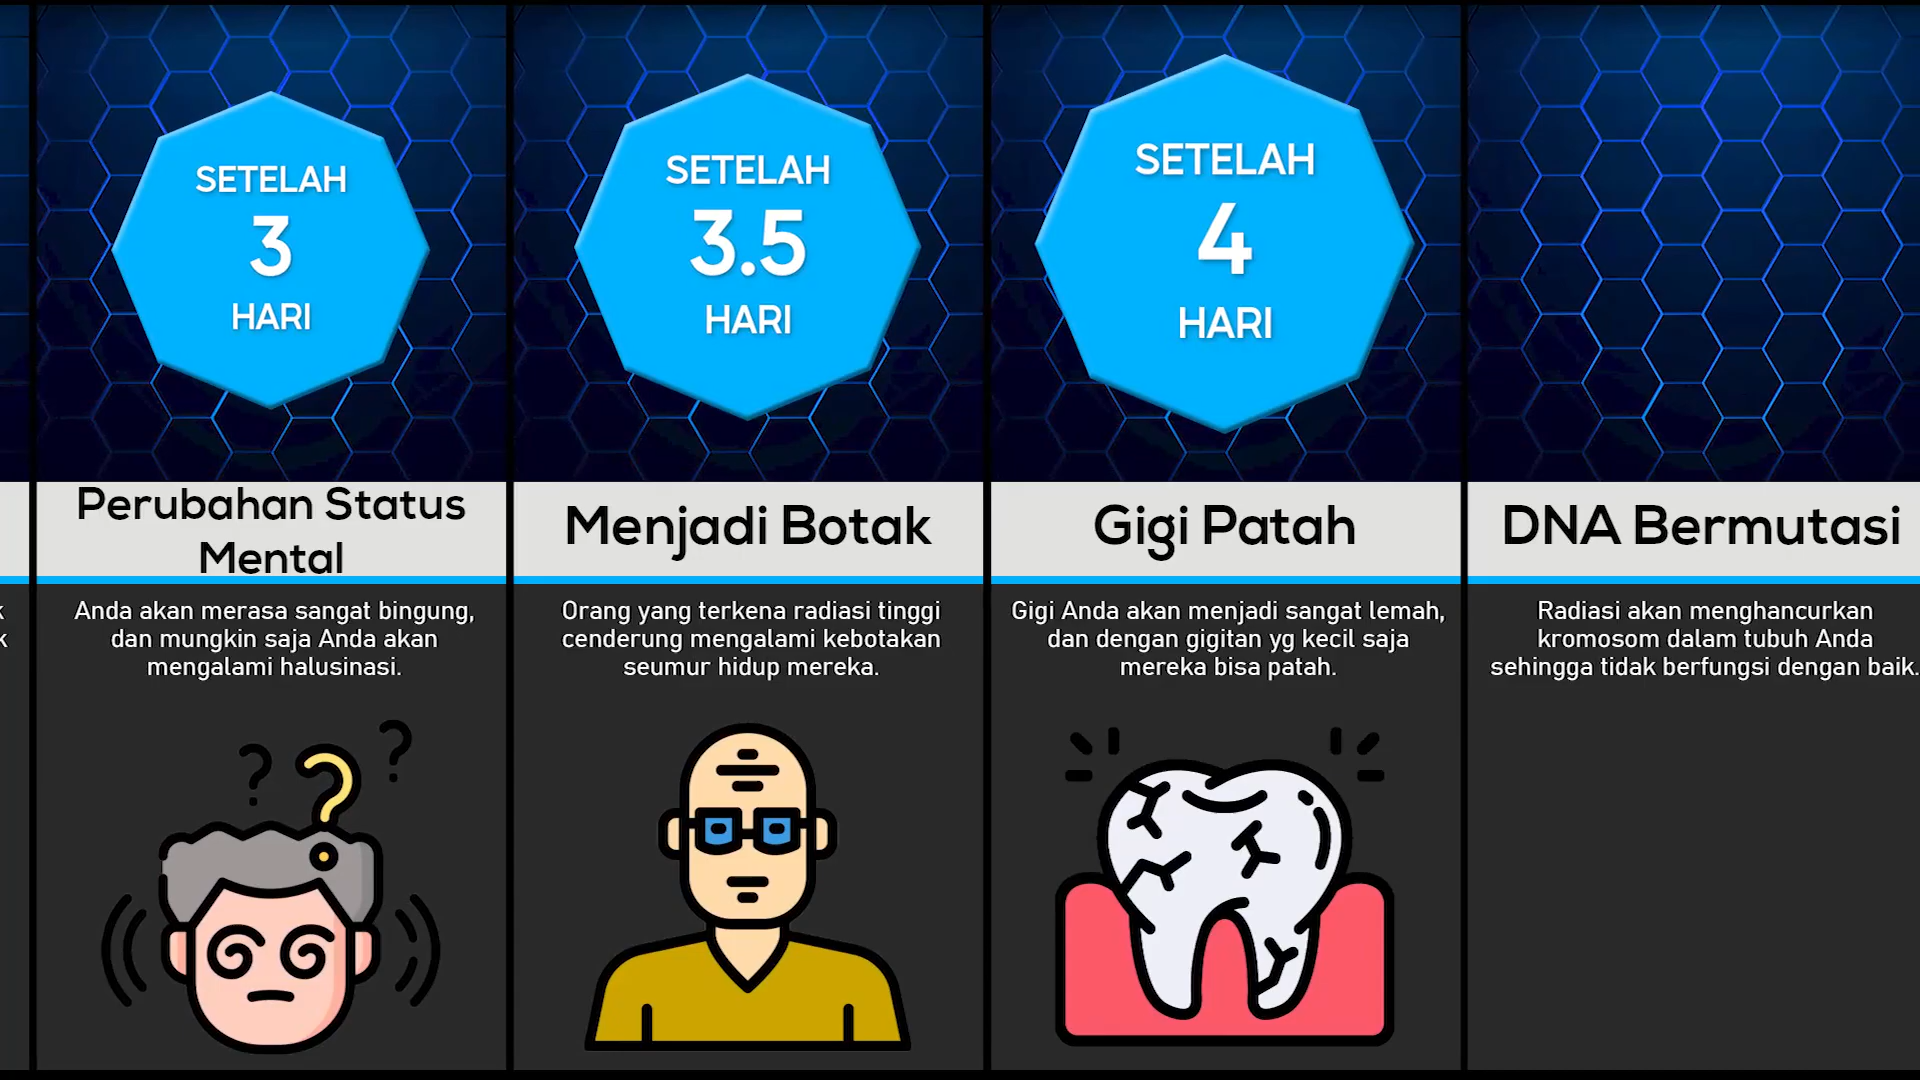 SETELAH
3
HARI
Perubahan Status
Mental
Anda akan merasa sangat bingung,
dan mungkin saja Anda akan
mengalami halusinasi.
SETELAH
3.5
HARI
Menjadi Botak
Orang yang terkena radiasi tinggi
cenderung mengalami kebotakan
seumur hidup mereka.
SETELAH
4
HARI
Gigi Patah
Gigi Anda akan menjadi sangat lemah,
dan dengan gigitan yg kecil saja
mereka bisa patah.
DNA Bermutasi
Radiasi akan menghancurkan
kromosom dalam tubuh Anda
sehingga tidak berfungsi dengan baik.